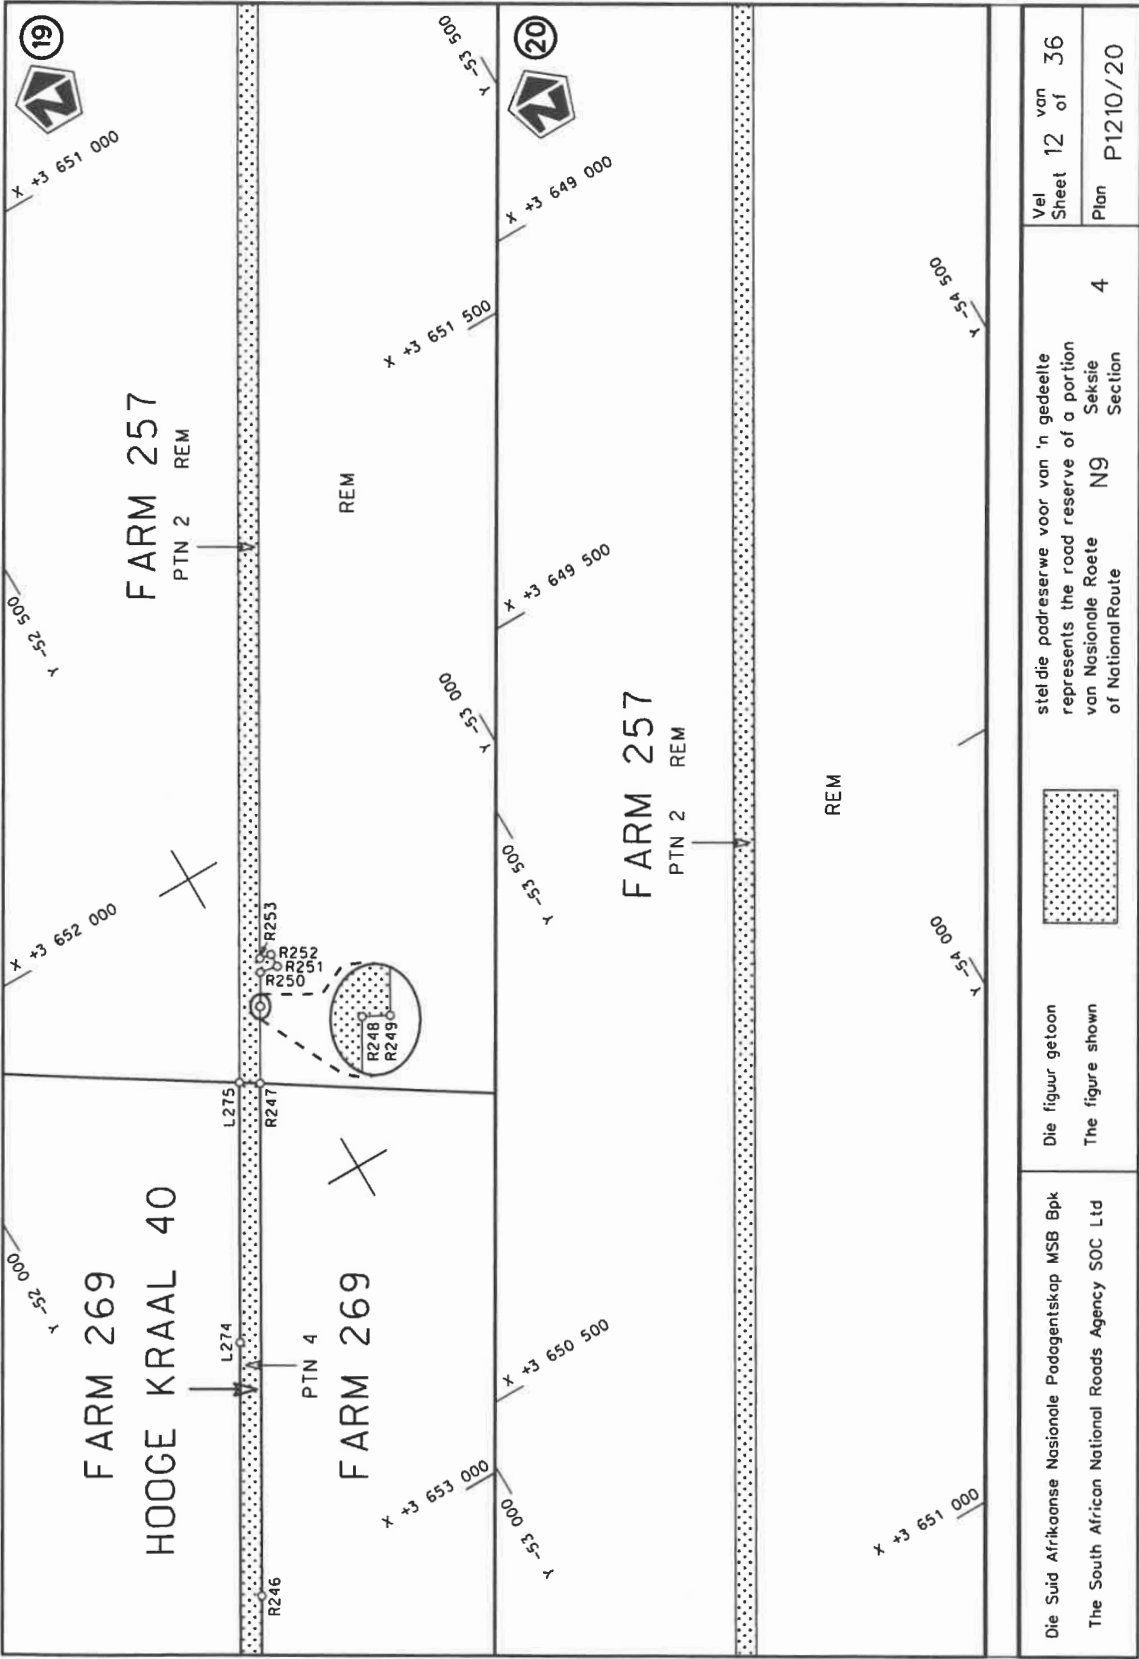 19
N
X +3 651 000
Y -52 500
X +3 652 000
Y -52 000
FARM 269
HOOGE KRAAL 40
L274
L275
FARM 257
PTN 2 REM
R246
PTN 4
FARM 269
R247
R248
R249
R250
R251
R252
R253
REM
X +3 653 000
Y -53 000
X +3 651 500
Y -53 500
20
N
Y -53 000
X +3 650 500
Y -53 500
X +3 649 500
X +3 649 000
FARM 257
PTN 2 REM
REM
X +3 651 000
Y -54 000
Y -54 500
Die Suid Afrikaanse Nasionale Padagentskap MSB Bpk
The South African National Roads Agency SOC Ltd
Die figuur getoon
The figure shown
stel die padreserwe voor van 'n gedeelte
represents the road reserve of a portion
van Nasionale Roete N9 Seksie 4
of National Route Section
Vel 12 van 36
Sheet of
Plan P1210/20